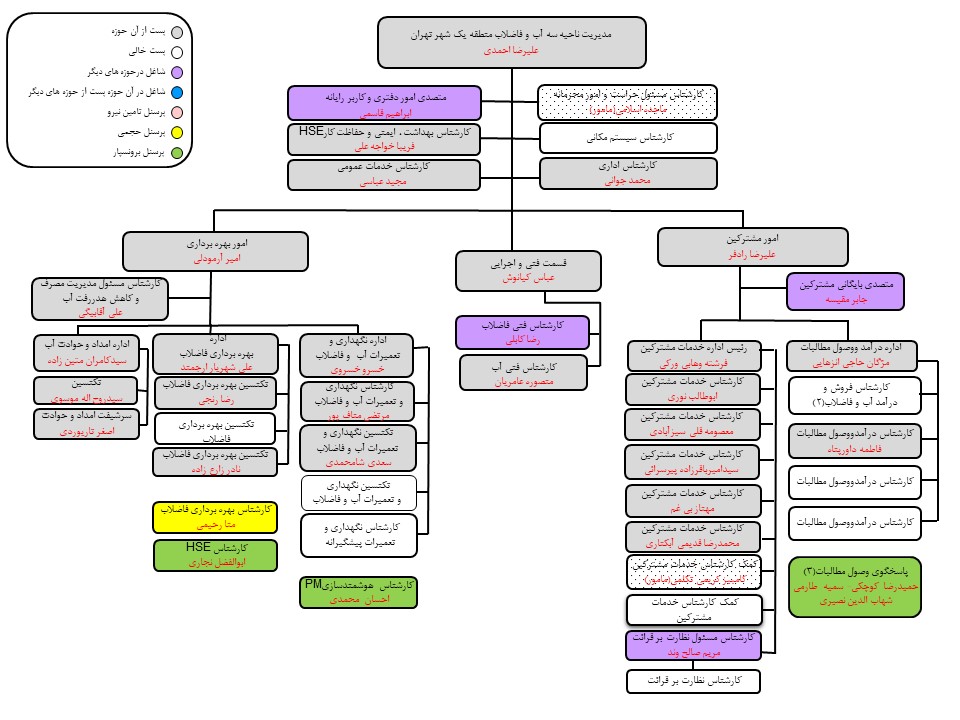 مدیریت ناحیه سه آب و فاضلاب منطقه یک شهر تهران
علیرضا احمدی
پست از آن حوزه
پست خالی
شاغل درحوزه های دیگر
شاغل در آن حوزه پست از حوزه های دیگر
پرسنل تامین نیرو
پرسنل حجمی
پرسنل برونسپار
کارشناس مسئول حراست و امور محرمانه
متصدی امور دفتری و کاربر رایانه
ابراهیم قاسمی
کارشناس سیستم مکانی
کارشناس بهداشت، ایمنی و حفاظت کارHSE
فریبا خواجه علی
کارشناس اداری
محمد جوانی
کارشناس خدمات عمومی
مجید عباسی
امور مشترکین
علیرضا رادفر
متصدی بایگانی مشترکین
جابر مقیسه
قسمت فنی و اجرایی
عباس کیانوش
کارشناس فنی فاضلاب
رضا کابلی
کارشناس فنی آب
منصوره عامریان
امور بهره برداری
امیر آزمودلی
کارشناس مسئول مدیریت مصرف
و کاهش هدررفت آب
علی آقابیگی
اداره درآمد ووصول مطالبات
مژگان حاجی انزهایی
کارشناس فروش و
درآمد آب و فاضلاب(۲)
کارشناس درآمدووصول مطالبات
فاطمه داورپناه
کارشناس درآمدووصول مطالبات
کارشناس درآمدووصول مطالبات
پاسخگوی وصول مطالبات(۳)
حمیدرضا کوچکی- سمیه طارمی
شهاب الدین نصیری
رئیس اداره خدمات مشترکین
فرشته وهابی ورکی
کارشناس خدمات مشترکین
ابوطالب نوری
کارشناس خدمات مشترکین
معصومه قلی سبزآبادی
کارشناس خدمات مشترکین
سیدامیرباقرزاده پیرسرائی
کارشناس خدمات مشترکین
مهناز بی غم
کارشناس خدمات مشترکین
محمدرضا قدیمی آبکناری
کمک کارشناس خدمات مشترکین
کمک کارشناس خدمات
مشترکین
کارشناس مسئول نظارت بر قرائت
مریم صالح وند
کارشناس نظارت بر قرائت
اداره نگهداری و
تعمیرات آب و فاضلاب
خسرو خسروی
کارشناس نگهداری
و تعمیرات آب و فاضلاب
مرتضی مناف پور
تکنسین نگهداری و
تعمیرات آب و فاضلاب
سعدی شامحمدی
تکنسین نگهداری
و تعمیرات آب و فاضلاب
کارشناس نگهداری و
تعمیرات پیشگیرانه
کارشناس هوشمندسازیPM
احسان محمدی
اداره
بهره برداری فاضلاب
علی شهریار ارجمند
تکنسین بهره برداری فاضلاب
رضا رنجی
تکنسین بهره برداری
فاضلاب
تکنسین بهره برداری فاضلاب
نادر زارع زاده
کارشناس بهره برداری فاضلاب
منا رحیمی
کارشناس HSE
ابوالفضل نجاری
اداره امداد و حوادث آب
سیدکامران متین زاده
تکنسین
سیدروح اله موسوی
سرشیفت امداد و حوادث
اصغر تاریوردی